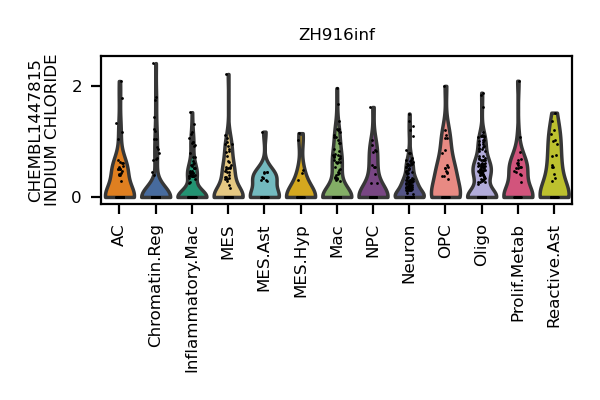 ZH916inf
CHEMBL1447815
INDIUM CHLORIDE
2
0
AC
Chromatin.Reg
Inflammatory.Mac
MES
MES.Ast
MES.Hyp
Mac
NPC
Neuron
OPC
Oligo
Prolif.Metab
Reactive.Ast